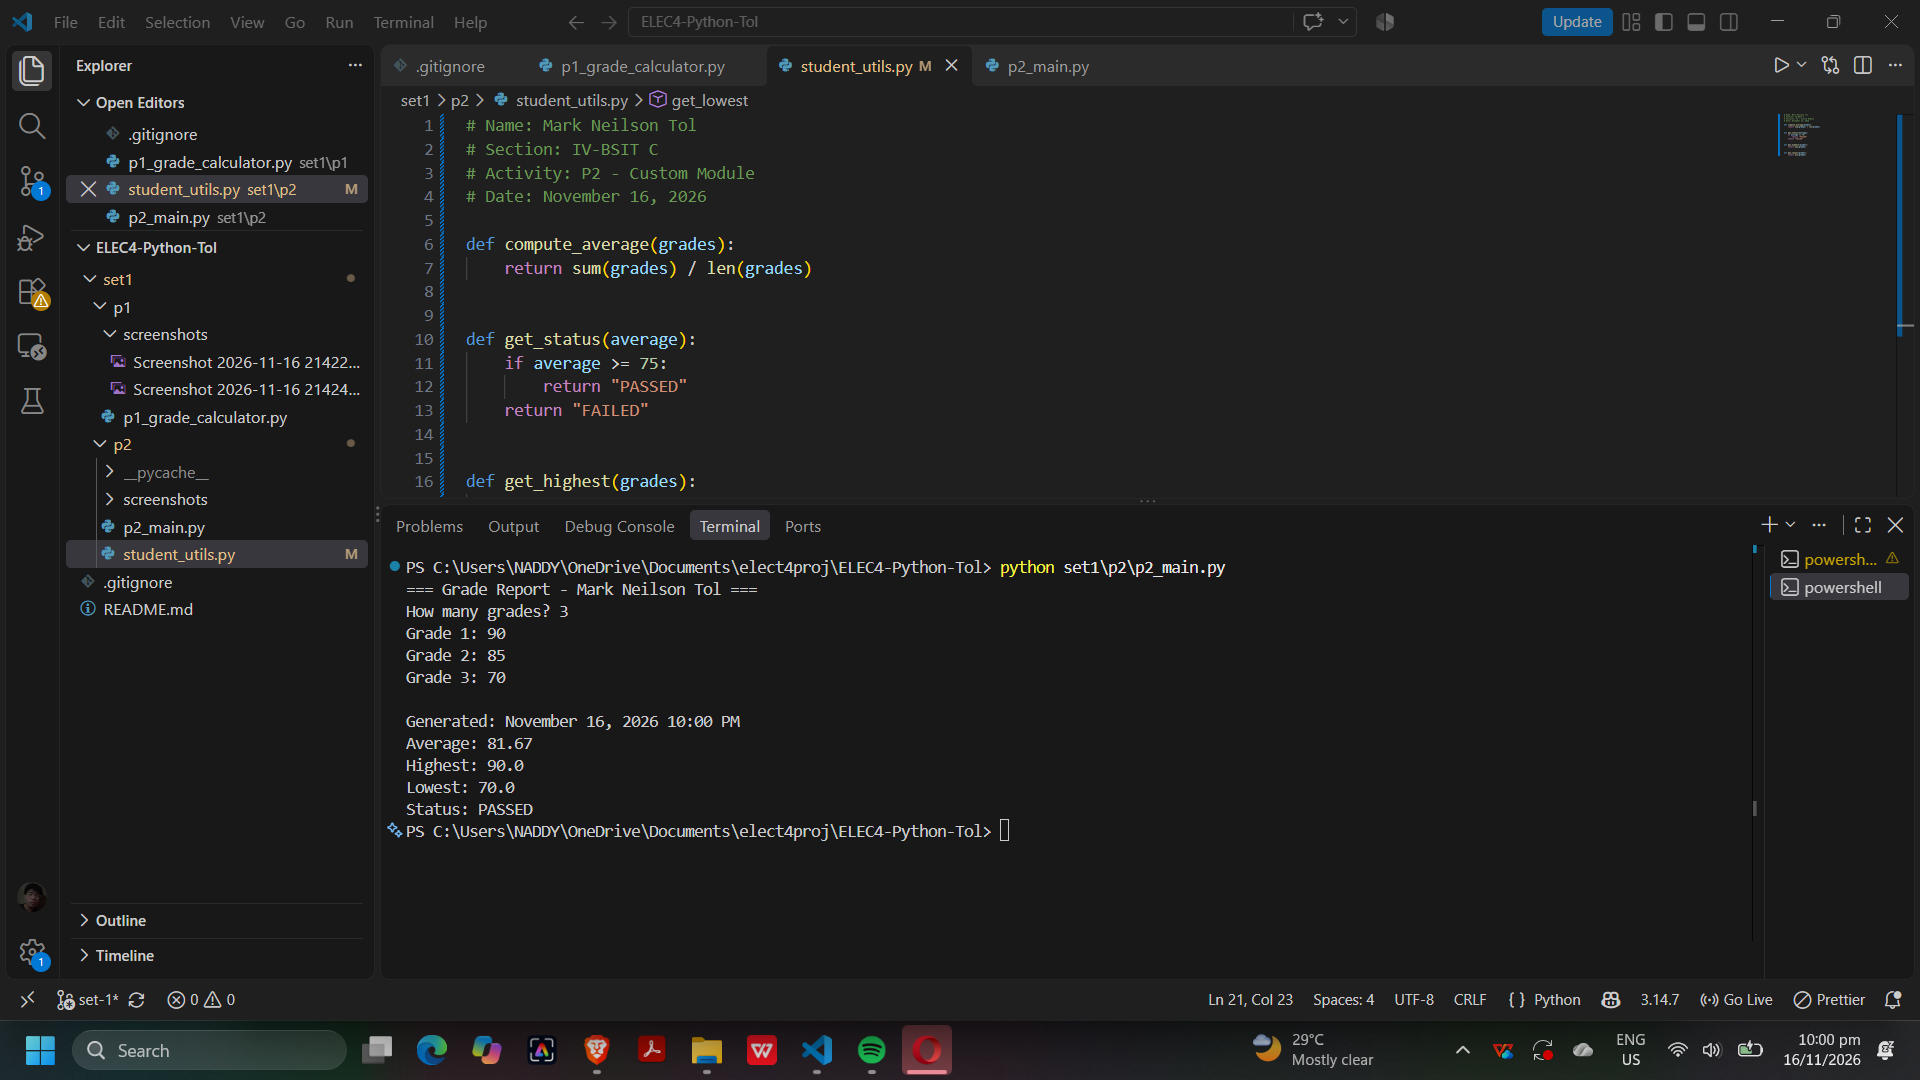 File Edit Selection View Go Run Terminal Help
ELEC4-Python-Tol
Update
Explorer
Open Editors
.gitignore
p1_grade_calculator.py set1\p1
student_utils.py set1\p2 M
p2_main.py set1\p2
ELEC4-Python-Tol
set1
p1
screenshots
Screenshot 2026-11-16 21422...
Screenshot 2026-11-16 21424...
p1_grade_calculator.py
p2
__pycache__
screenshots
p2_main.py
student_utils.py M
.gitignore
README.md
Outline
Timeline
1
1
.gitignore
p1_grade_calculator.py
student_utils.py M
p2_main.py
set1 > p2 > student_utils.py > get_lowest
1 # Name: Mark Neilson Tol
2 # Section: IV-BSIT C
3 # Activity: P2 - Custom Module
4 # Date: November 16, 2026
5
6 def compute_average(grades):
7 return sum(grades) / len(grades)
8
9
10 def get_status(average):
11 if average >= 75:
12 return "PASSED"
13 return "FAILED"
14
15
16 def get_highest(grades):
Problems Output Debug Console Terminal Ports
PS C:\Users\NADDY\OneDrive\Documents\elect4proj\ELEC4-Python-Tol> python set1\p2\p2_main.py
=== Grade Report - Mark Neilson Tol ===
How many grades? 3
Grade 1: 90
Grade 2: 85
Grade 3: 70
Generated: November 16, 2026 10:00 PM
Average: 81.67
Highest: 90.0
Lowest: 70.0
Status: PASSED
PS C:\Users\NADDY\OneDrive\Documents\elect4proj\ELEC4-Python-Tol>
powersh...
powershell
set-1* 0 0
Ln 21, Col 23 Spaces: 4 UTF-8 CRLF { } Python 3.14.7 Go Live Prettier
Search
29°C
Mostly clear
ENG
US
10:00 pm
16/11/2026